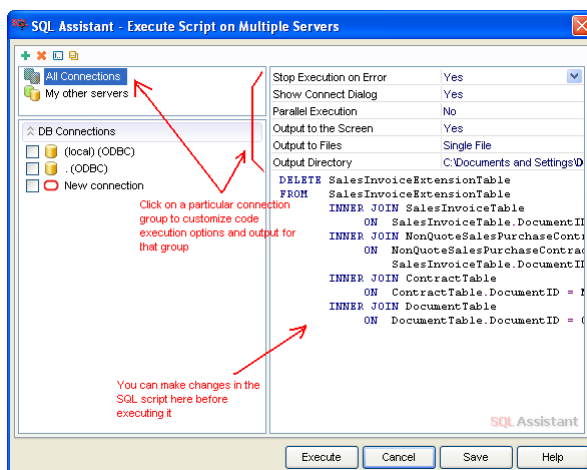 SQL Assistant - Execute Script on Multiple Servers
All Connections
My other servers
DB Connections
(local) (ODBC)
. (ODBC)
New connection
Stop Execution on Error Yes
Show Connect Dialog Yes
Parallel Execution No
Output to the Screen Yes
Output to Files Single File
Output Directory C:\Documents and Settings\D
Click on a particular connection
group to customize code
execution options and output for
that group
DELETE SalesInvoiceExtensionTable
FROM SalesInvoiceExtensionTable
INNER JOIN SalesInvoiceTable
ON SalesInvoiceTable.DocumentID
INNER JOIN NonQuoteSalesPurchaseContr
ON NonQuoteSalesPurchaseContrac
SalesInvoiceTable.DocumentID
INNER JOIN ContractTable
ON ContractTable.DocumentID =
INNER JOIN DocumentTable
ON DocumentTable.DocumentID =
You can make changes in the
SQL script here before
executing it
SQL Assistant
Execute Cancel Save Help